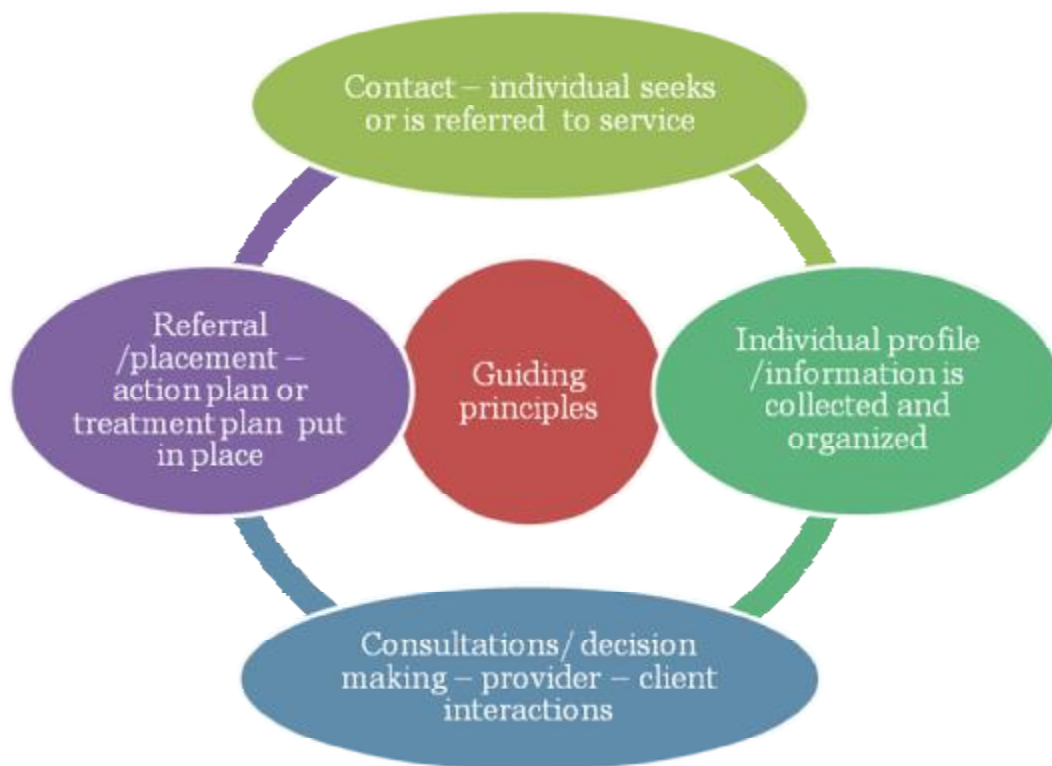 Contact – individual seeks
or is referred to service
Referral
/placement –
action plan or
treatment plan put
in place
Guiding
principles
Individual profile
/information is
collected and
organized
Consultations/ decision
making – provider – client
interactions